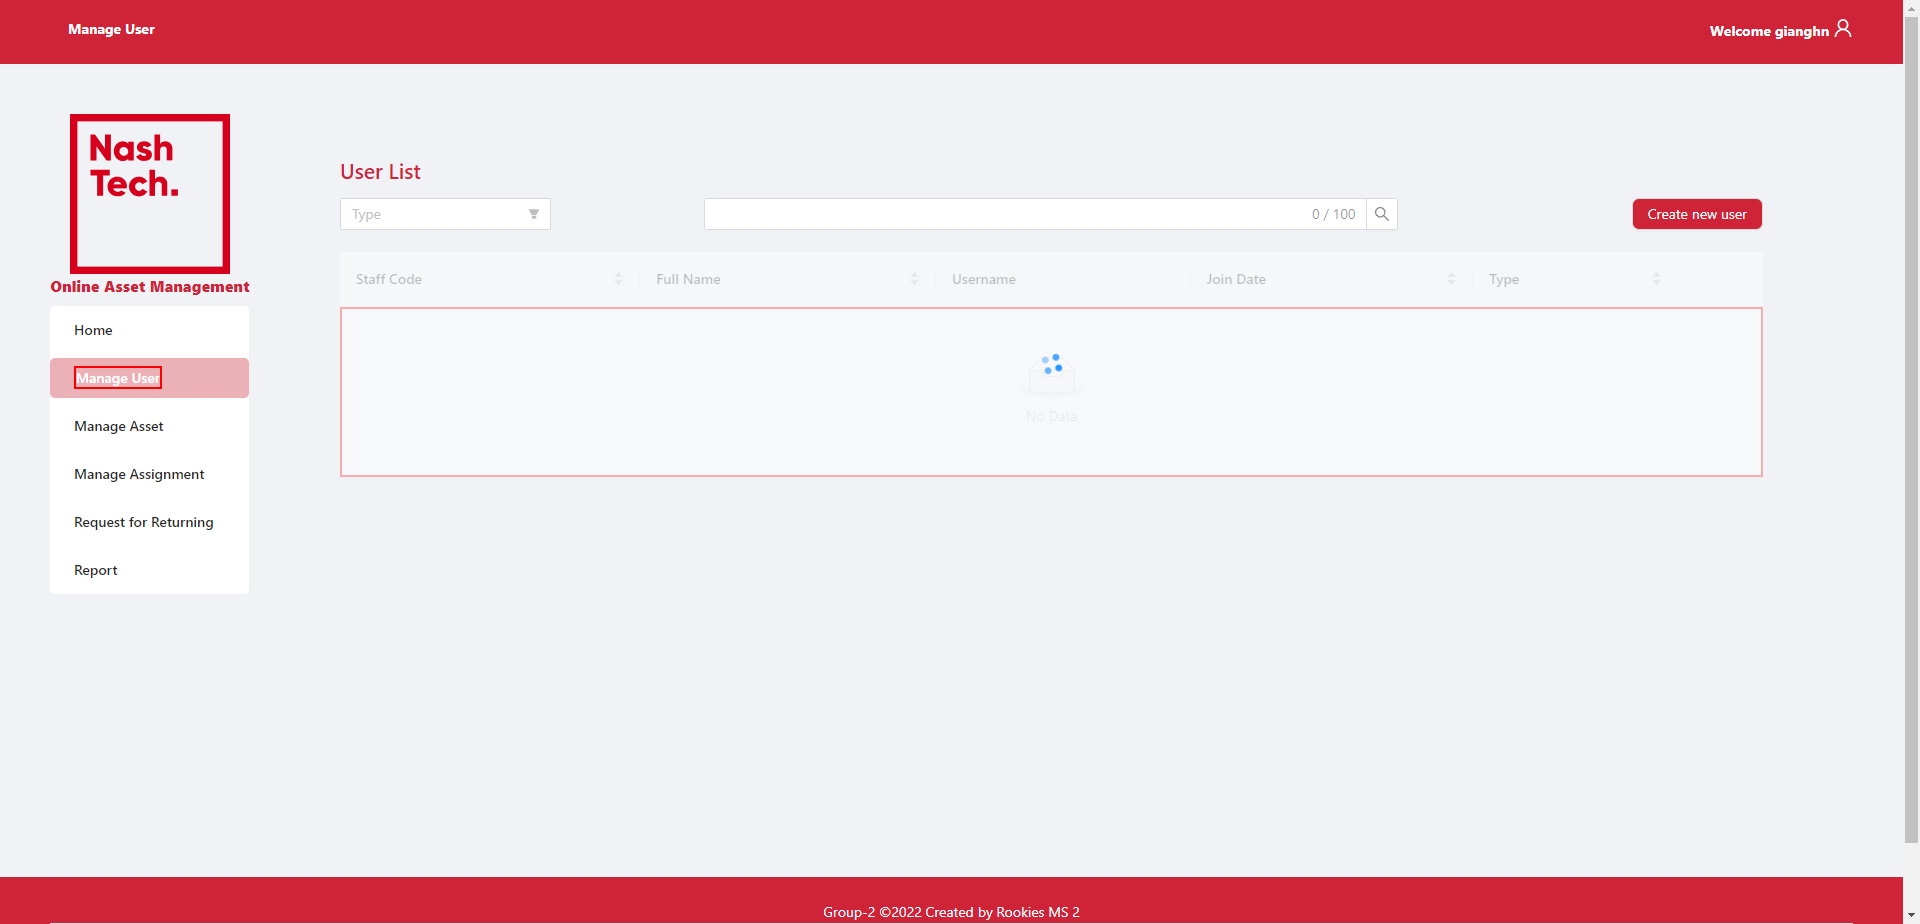 Manage User
Welcome gianghn
Nash
Tech.
Online Asset Management
Home
Manage User
Manage Asset
Manage Assignment
Request for Returning
Report
User List
Type
0 / 100
Create new user
Staff Code
Full Name
Username
Join Date
Type
No Data
Group-2 ©2022 Created by Rookies MS 2